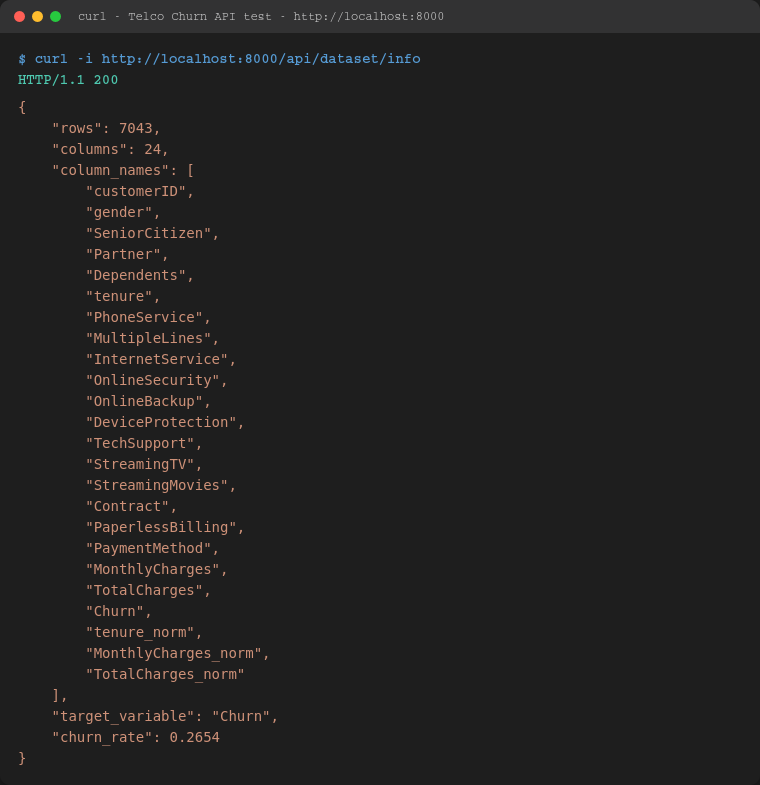 curl - Telco Churn API test - http://localhost:8000
$ curl -i http://localhost:8000/api/dataset/info
HTTP/1.1 200
{
    "rows": 7043,
    "columns": 24,
    "column_names": [
        "customerID",
        "gender",
        "SeniorCitizen",
        "Partner",
        "Dependents",
        "tenure",
        "PhoneService",
        "MultipleLines",
        "InternetService",
        "OnlineSecurity",
        "OnlineBackup",
        "DeviceProtection",
        "TechSupport",
        "StreamingTV",
        "StreamingMovies",
        "Contract",
        "PaperlessBilling",
        "PaymentMethod",
        "MonthlyCharges",
        "TotalCharges",
        "Churn",
        "tenure_norm",
        "MonthlyCharges_norm",
        "TotalCharges_norm"
    ],
    "target_variable": "Churn",
    "churn_rate": 0.2654
}